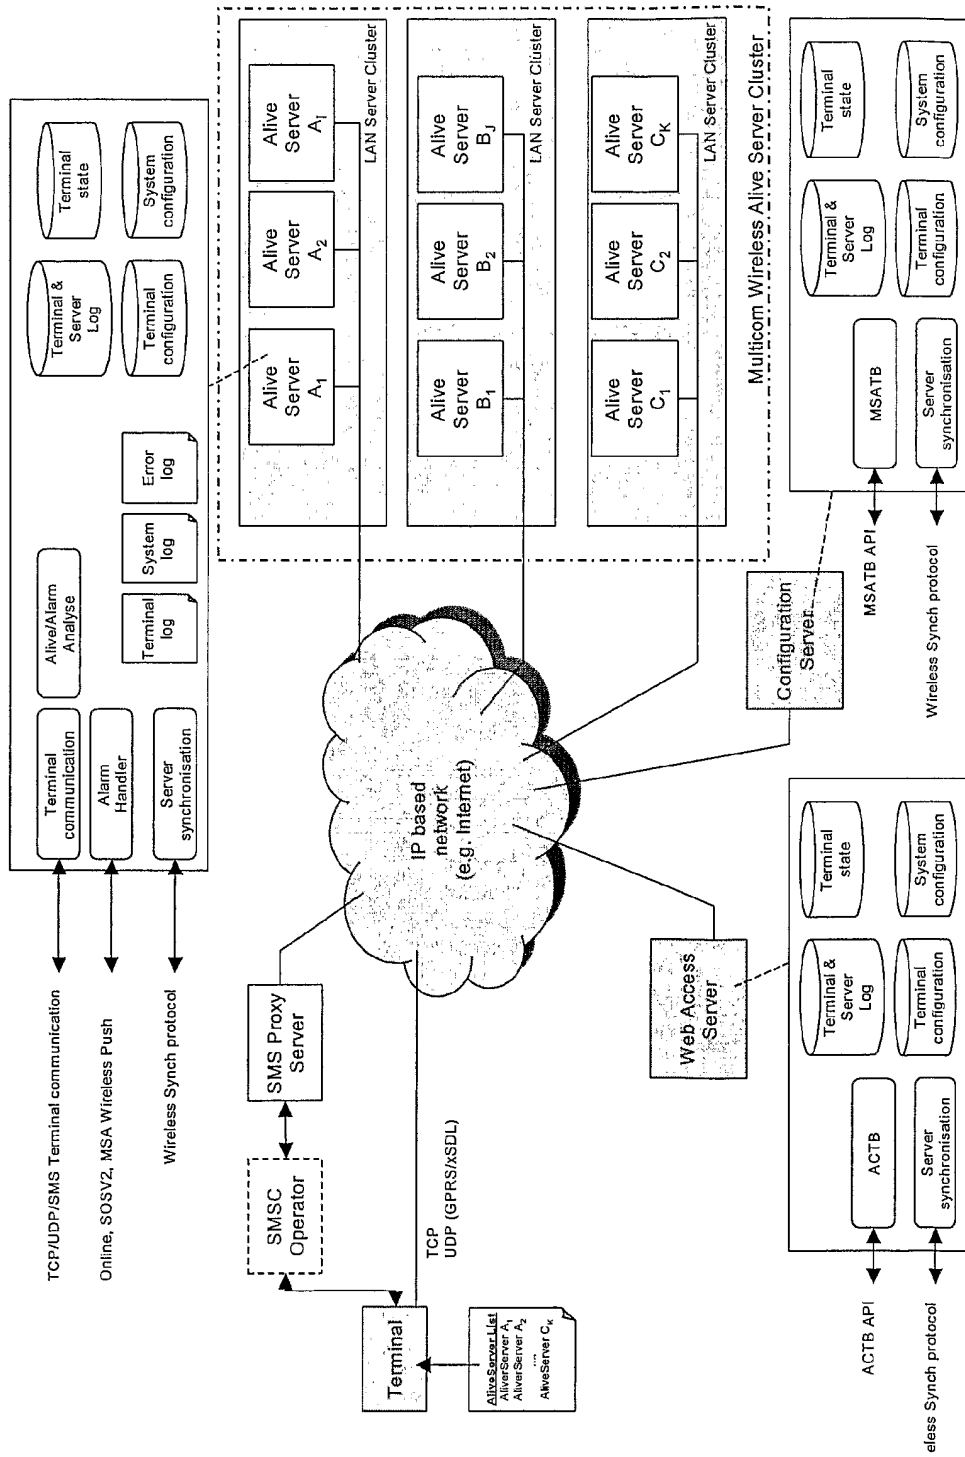 TCP/UDP/SMS Terminal communication
Online, SOSV2, MSA Wireless Push
Wireless Synch protocol
Terminal
communication
Alarm
Handler
Server
synchronisation
Alive/Alarm
Analyse
Terminal
log
System
log
Error
log
Terminal &
Server
Log
Terminal
state
Terminal
configuration
System
configuration
Terminal
AliveServer List
AliverServer A1
AliverServer A2
....
AliveServer CK
SMSC
Operator
SMS Proxy
Server
TCP
UDP (GPRS/xSDL)
IP based
network
(e.g. Internet)
Alive
Server
A1
Alive
Server
A2
Alive
Server
AI
LAN Server Cluster
Alive
Server
B1
Alive
Server
B2
Alive
Server
BJ
LAN Server Cluster
Alive
Server
C1
Alive
Server
C2
Alive
Server
CK
LAN Server Cluster
Multicom Wireless Alive Server Cluster
Web Access
Server
Configuration
Server
ACTB API
eless Synch protocol
ACTB
Server
synchronisation
Terminal &
Server
Log
Terminal
state
Terminal
configuration
System
configuration
MSATB API
Wireless Synch protocol
MSATB
Server
synchronisation
Terminal &
Server
Log
Terminal
state
Terminal
configuration
System
configuration